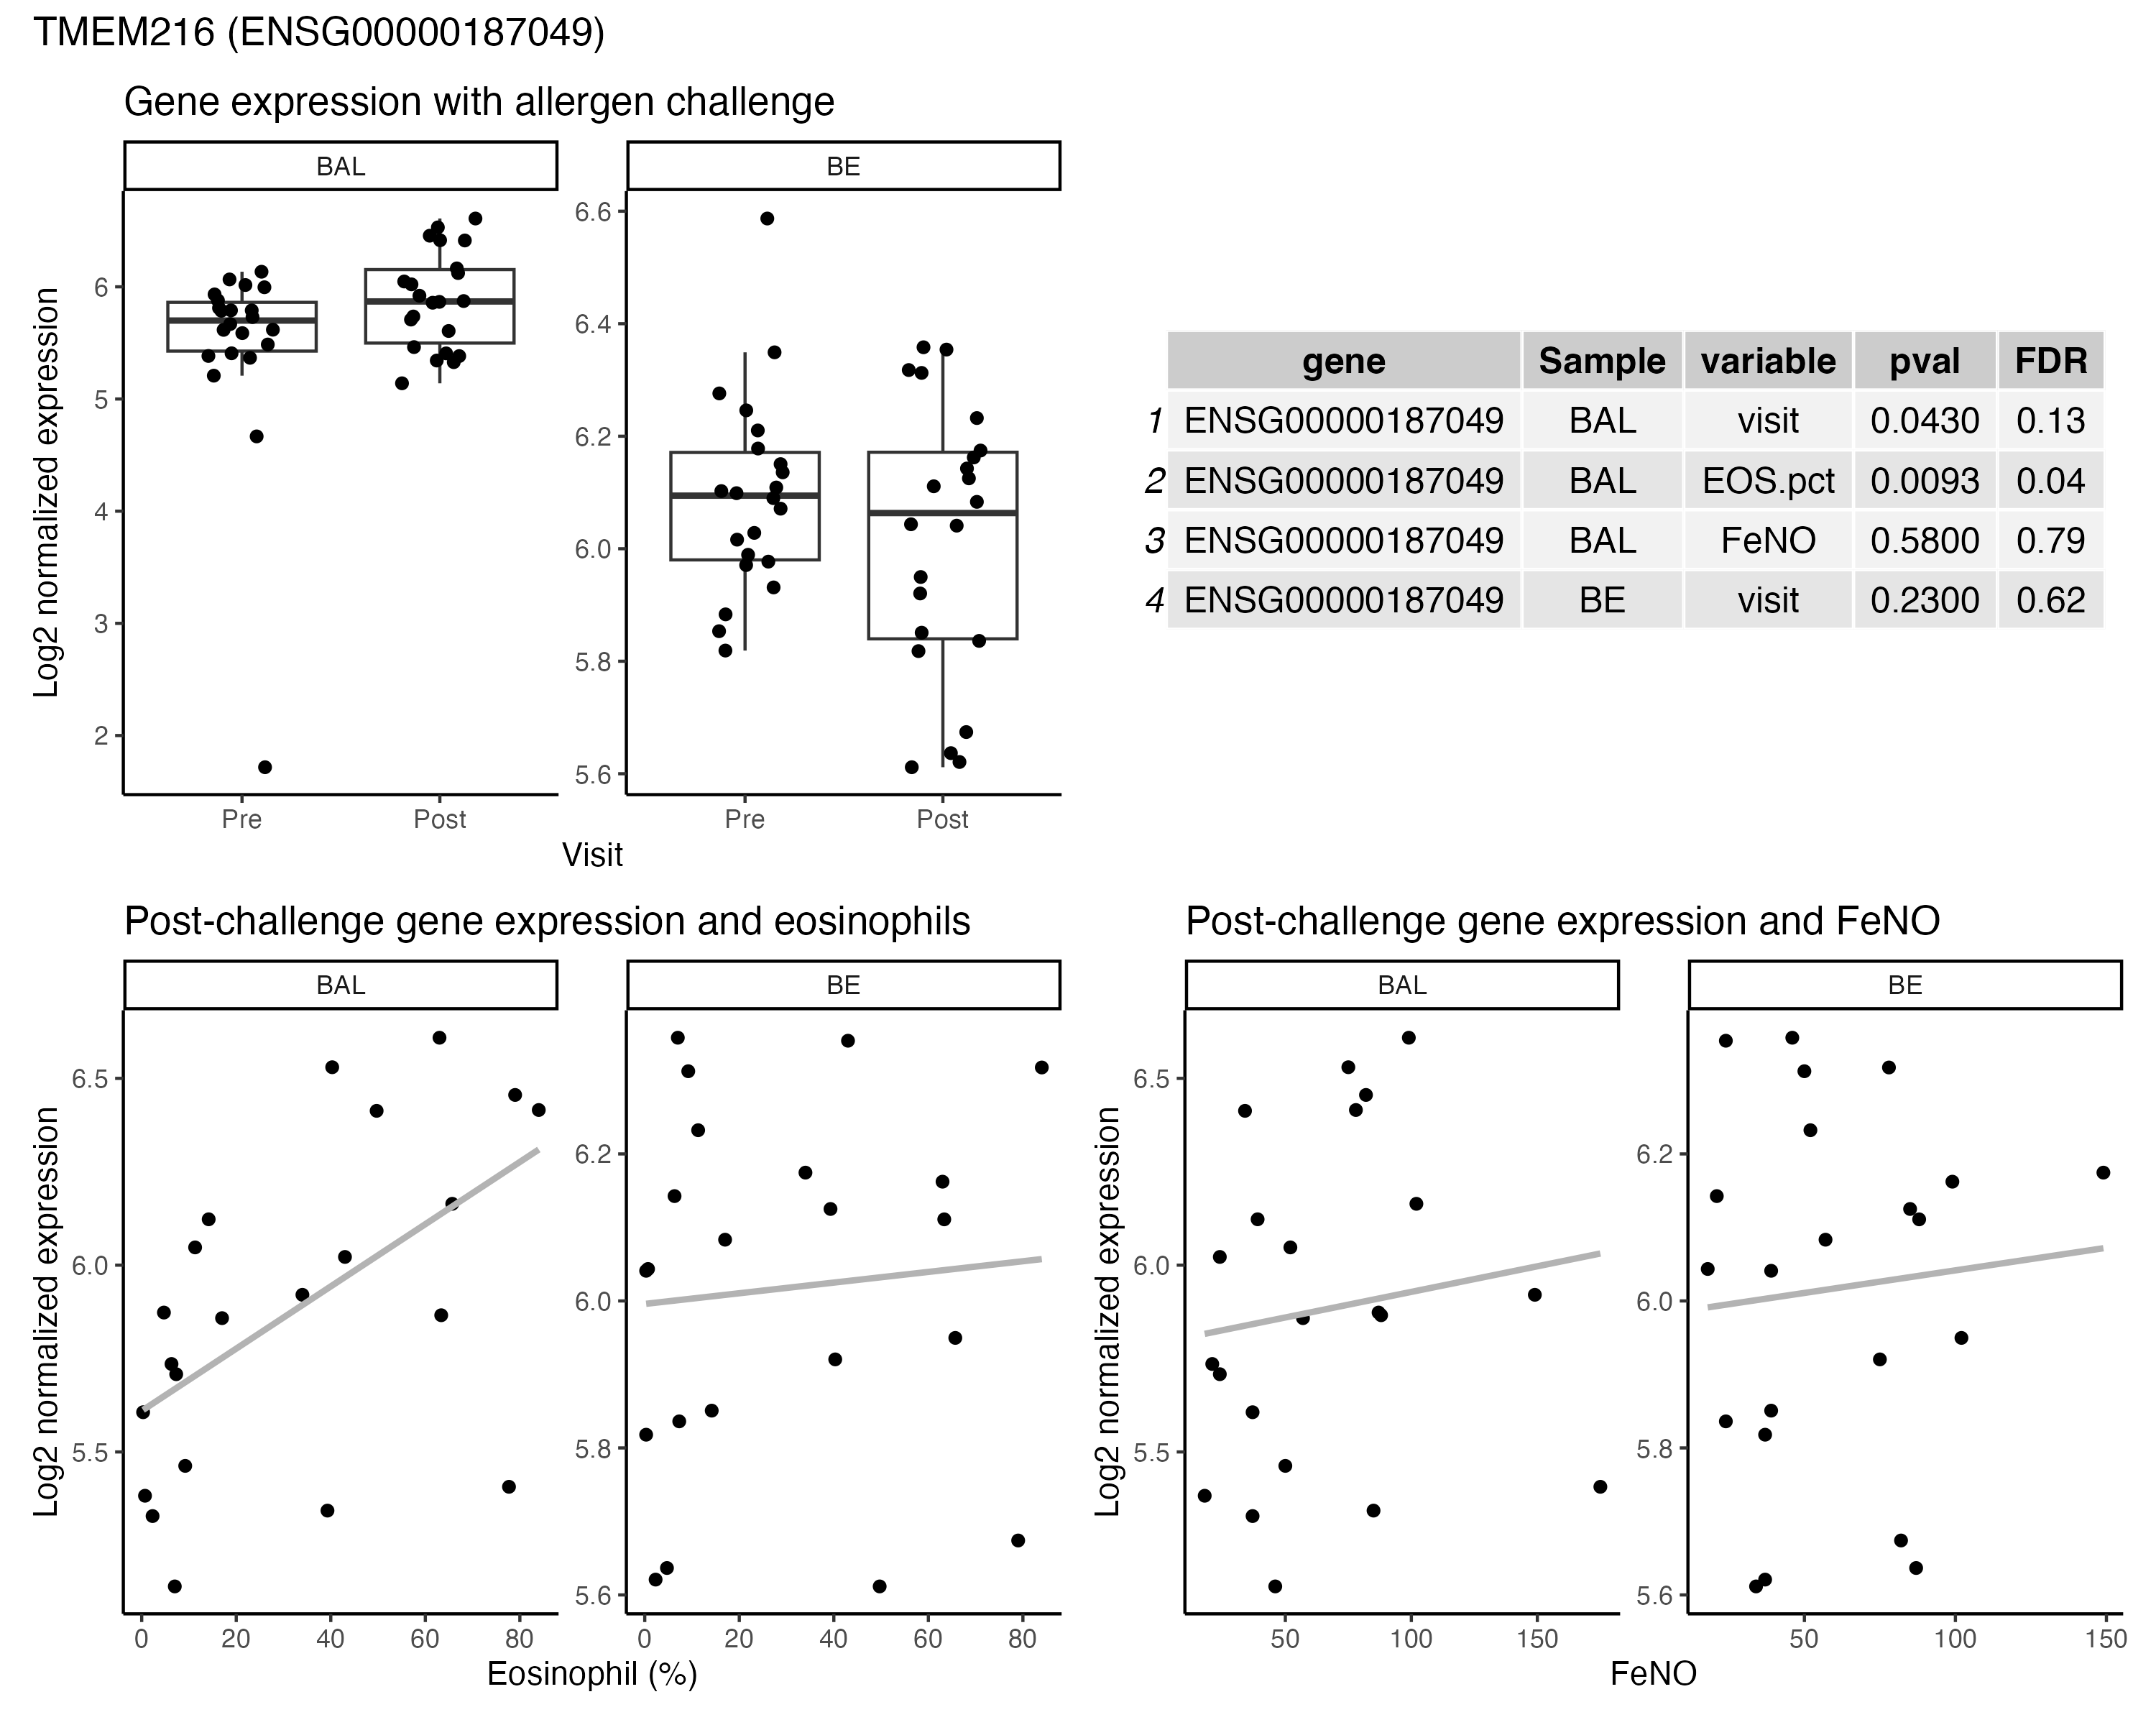 TMEM216 (ENSG00000187049)
Gene expression with allergen challenge
BAL
BE
Log2 normalized expression
6
5
4
3
2
6.6
6.4
6.2
6.0
5.8
5.6
Pre
Post
Pre
Post
Visit
gene Sample variable pval FDR
1 ENSG00000187049 BAL visit 0.0430 0.13
2 ENSG00000187049 BAL EOS.pct 0.0093 0.04
3 ENSG00000187049 BAL FeNO 0.5800 0.79
4 ENSG00000187049 BE visit 0.2300 0.62
Post-challenge gene expression and eosinophils
BAL
BE
Log2 normalized expression
6.5
6.0
5.5
6.2
6.0
5.8
5.6
0 20 40 60 80
0 20 40 60 80
Eosinophil (%)
Post-challenge gene expression and FeNO
BAL
BE
Log2 normalized expression
6.5
6.0
5.5
6.2
6.0
5.8
5.6
50 100 150
50 100 150
FeNO